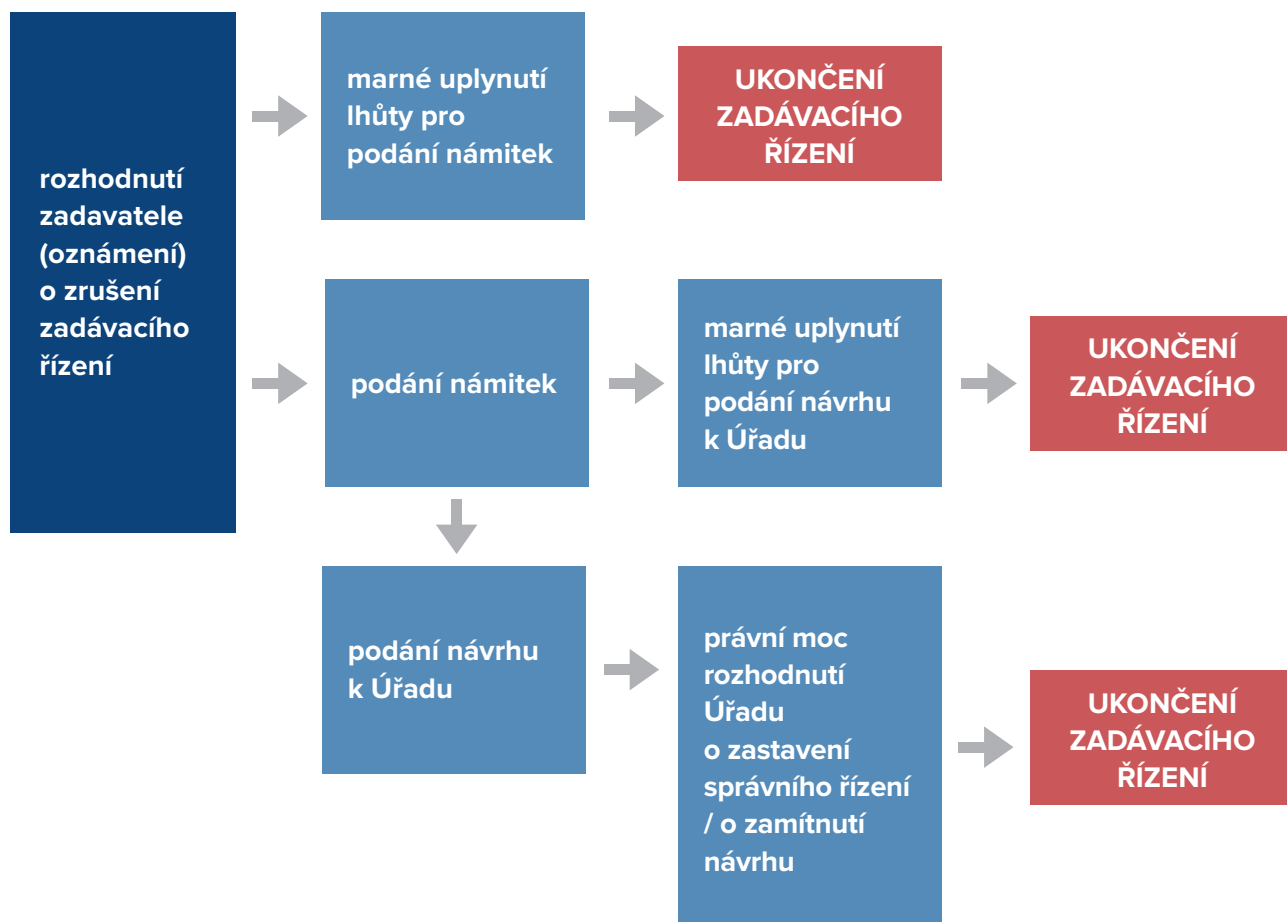 rozhodnutí
zadavatele
(oznámení)
o zrušení
zadávacího
řízení
marné uplynutí
lhůty pro
podání námitek
UKONČENÍ
ZADÁVACÍHO
ŘÍZENÍ
podání námitek
marné uplynutí
lhůty pro
podání návrhu
k Úřadu
UKONČENÍ
ZADÁVACÍHO
ŘÍZENÍ
podání návrhu
k Úřadu
právní moc
rozhodnutí
Úřadu
o zastavení
správního řízení
/ o zamítnutí
návrhu
UKONČENÍ
ZADÁVACÍHO
ŘÍZENÍ